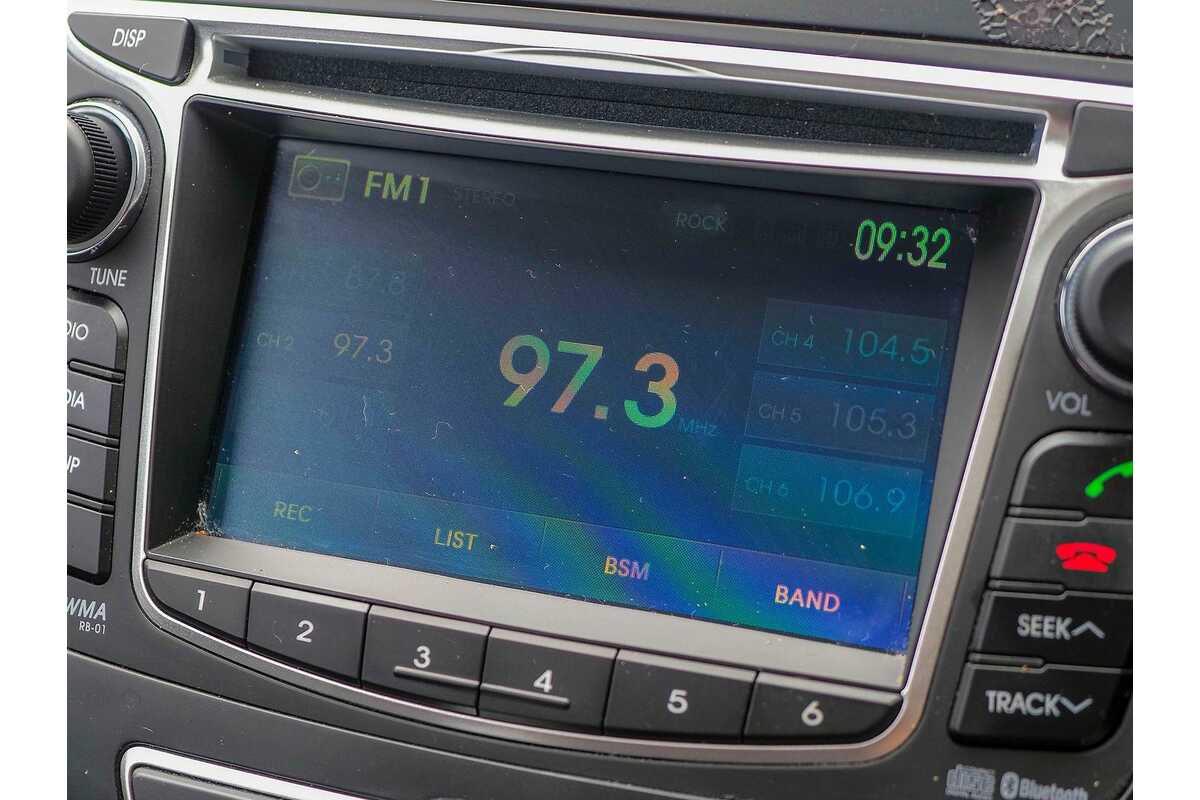 DISP
FM1 STEREO
ROCK
09:32
TUNE
87.8
CH 2 97.3
97.3 MHz
CH 4 104.5
CH 5 105.3
CH 6 106.9
VOL
REC LIST BSM BAND
1 2 3 4 5 6
RB-01
SEEK
TRACK
Bluetooth